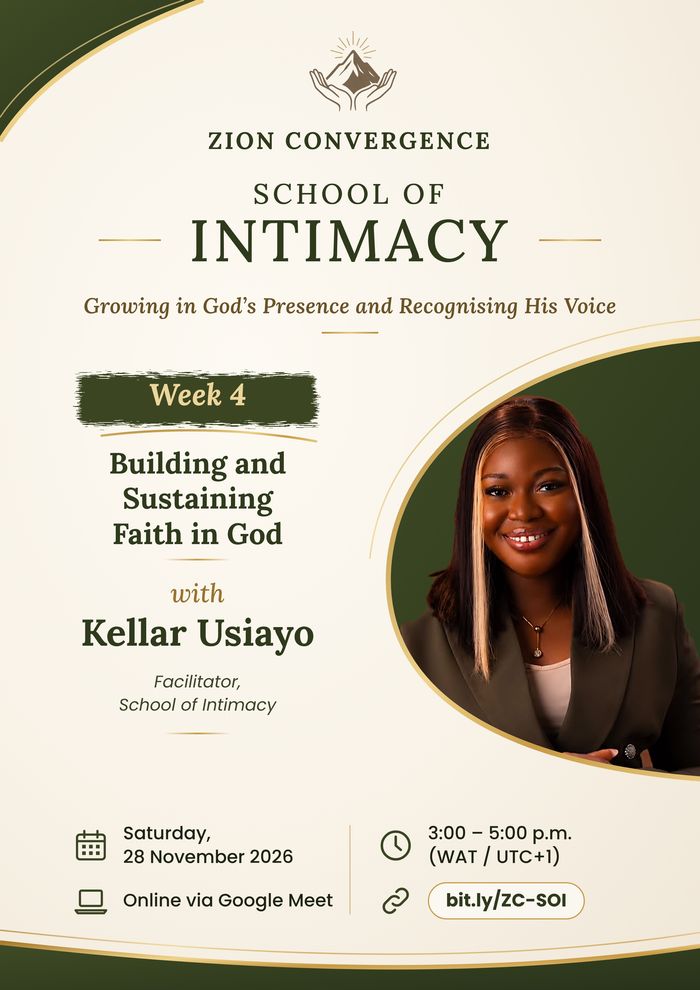 ZION CONVERGENCE
SCHOOL OF
INTIMACY
Growing in God’s Presence and Recognising His Voice
Week 4
Building and
Sustaining
Faith in God
with
Kellar Usiayo
Facilitator,
School of Intimacy
Saturday,
28 November 2026
Online via Google Meet
3:00 – 5:00 p.m.
(WAT / UTC+1)
bit.ly/ZC-SOI